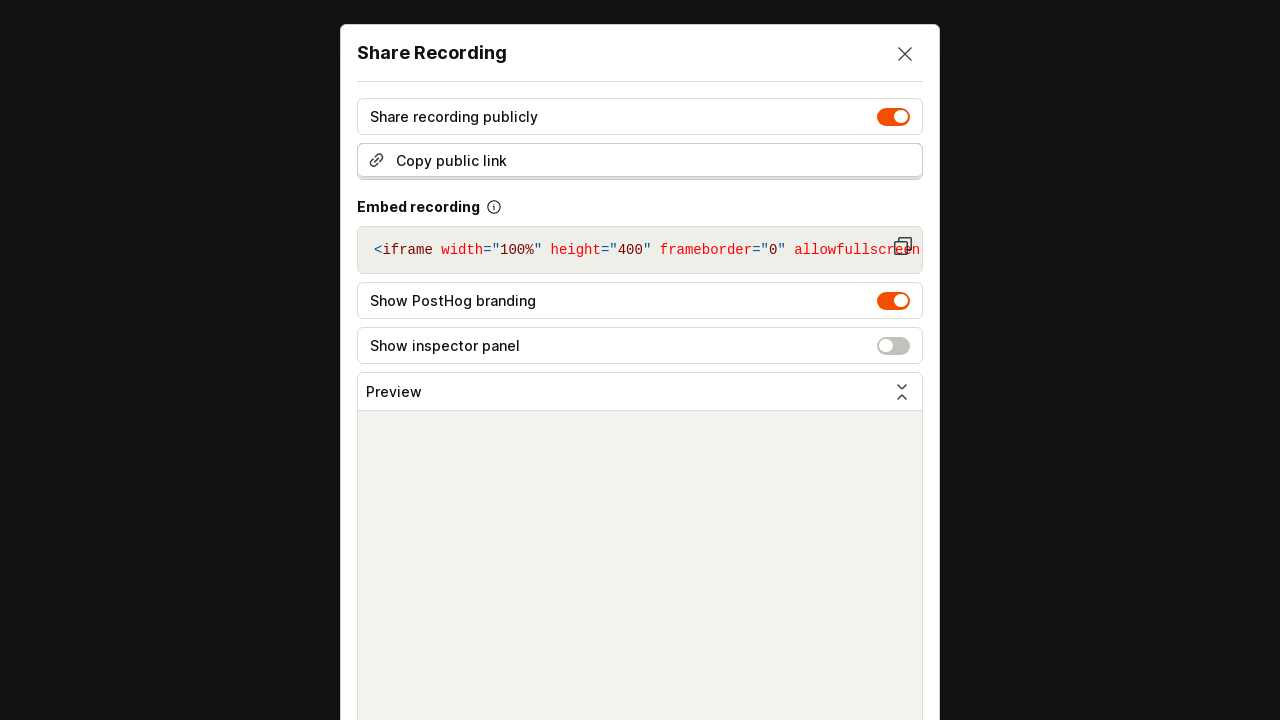 Share Recording
Share recording publicly
Copy public link
Embed recording
<iframe width="100%" height="400" frameborder="0" allowfullscreen
Show PostHog branding
Show inspector panel
Preview